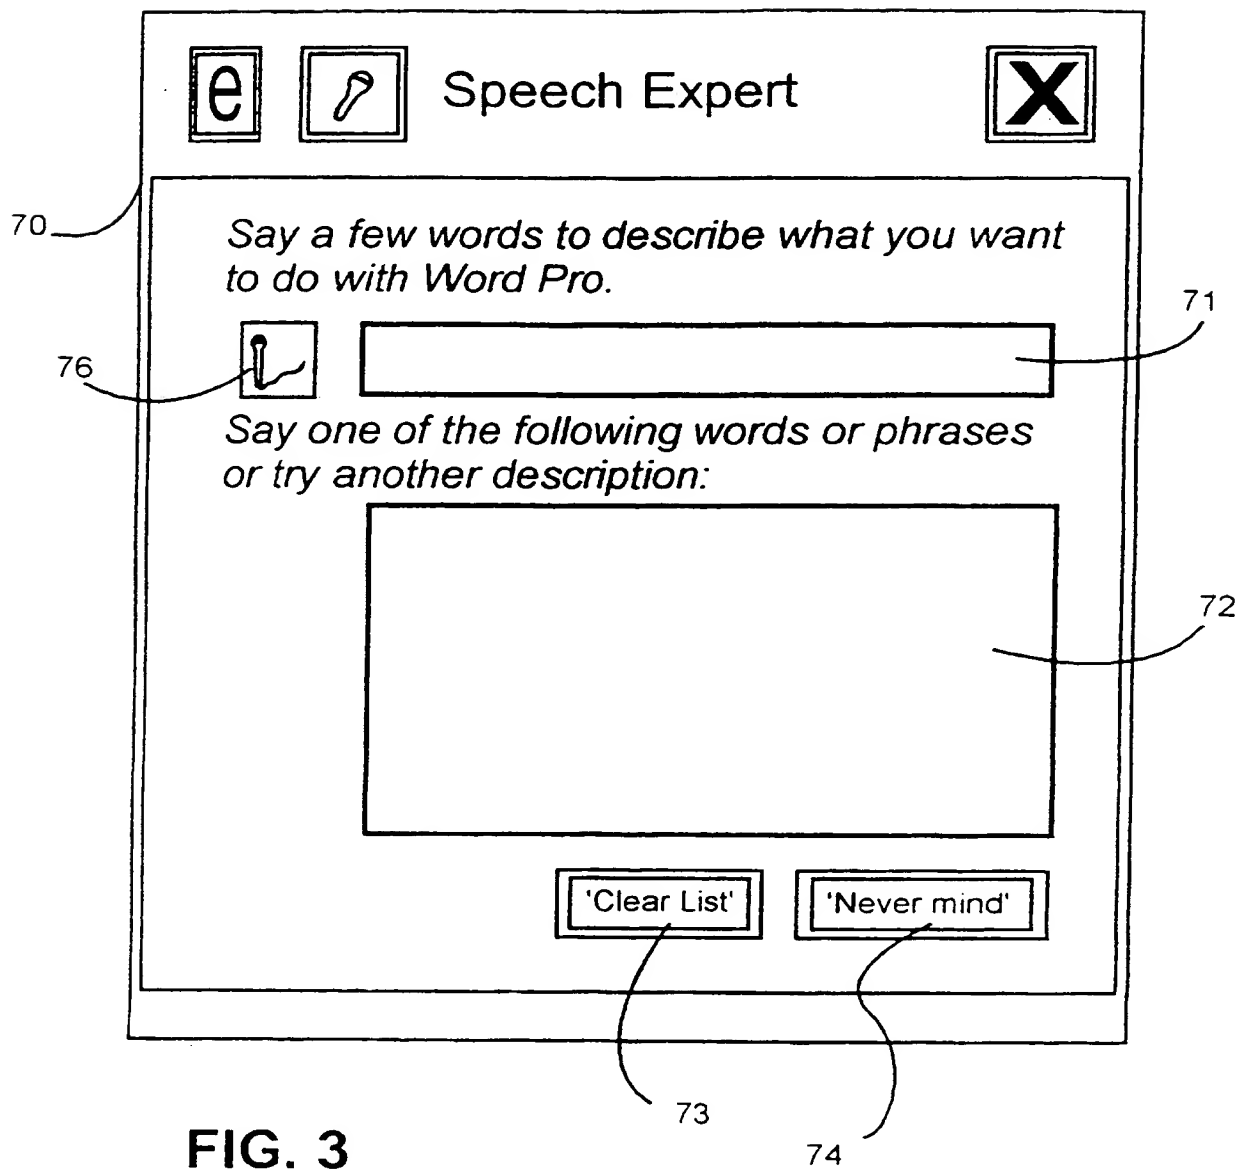 e Speech Expert X
70
Say a few words to describe what you want
to do with Word Pro.
71
76
Say one of the following words or phrases
or try another description:
72
'Clear List' 'Never mind'
73
74
FIG. 3